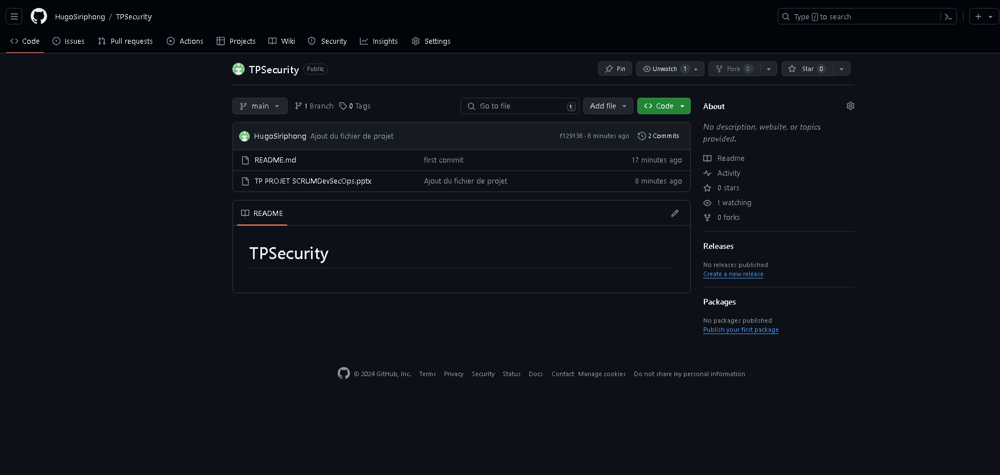 HugoSiriphong / TPSecurity
Type / to search
Code Issues Pull requests Actions Projects Wiki Security Insights Settings
TPSecurity Public
Pin Unwatch 1 Fork 0 Star 0
main 1 Branch 0 Tags Go to file t Add file Code
HugoSiriphong Ajout du fichier de projet f129138 · 8 minutes ago 2 Commits
README.md first commit 17 minutes ago
TP PROJET SCRUMDevSecOps.pptx Ajout du fichier de projet 8 minutes ago
README
TPSecurity
About
No description, website, or topics
provided.
Readme
Activity
0 stars
1 watching
0 forks
Releases
No releases published
Create a new release
Packages
No packages published
Publish your first package
© 2024 GitHub, Inc. Terms Privacy Security Status Docs Contact Manage cookies Do not share my personal information